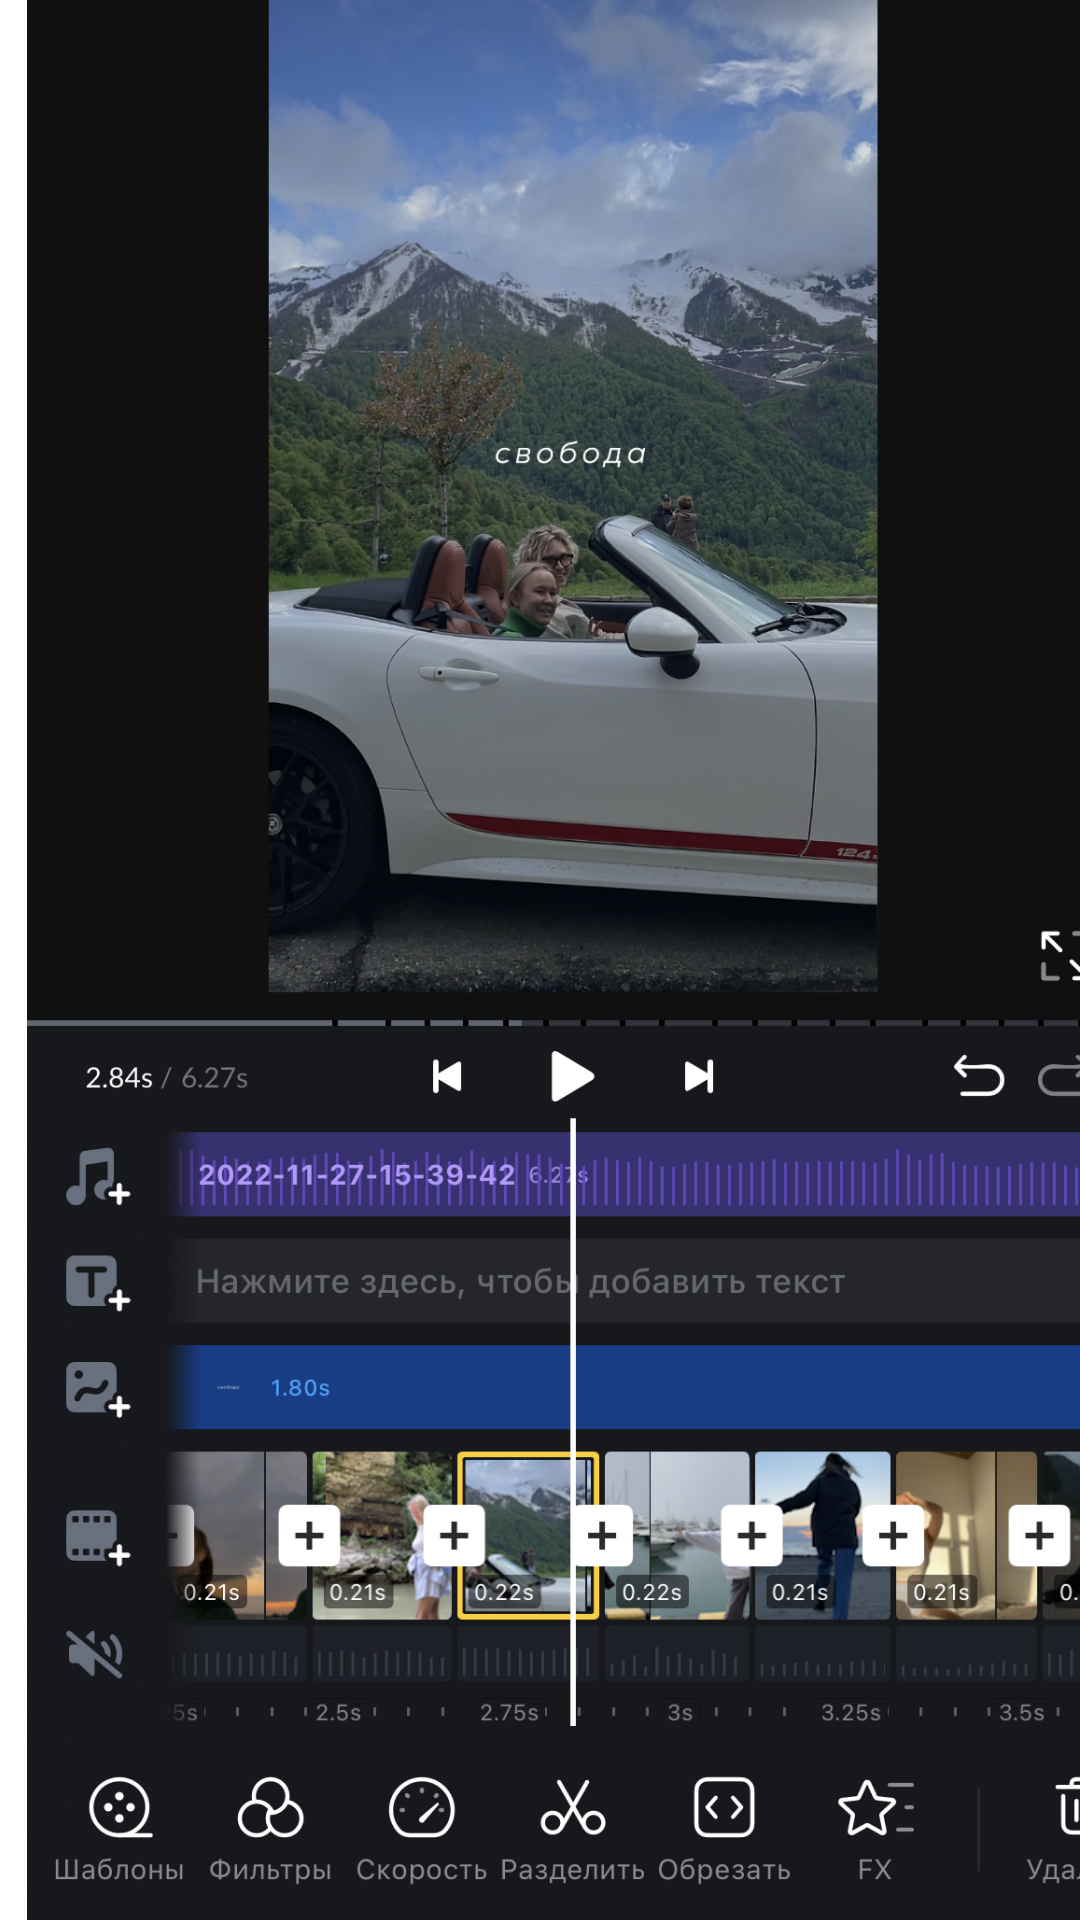 свобода
124
2.84s / 6.27s
2022-11-27-15-39-42 6.27s
Нажмите здесь, чтобы добавить текст
свобода 1.80s
0.21s 0.21s 0.22s 0.22s 0.21s 0.21s 0.
5s 2.5s 2.75s 3s 3.25s 3.5s
Шаблоны Фильтры Скорость Разделить Обрезать FX Удал